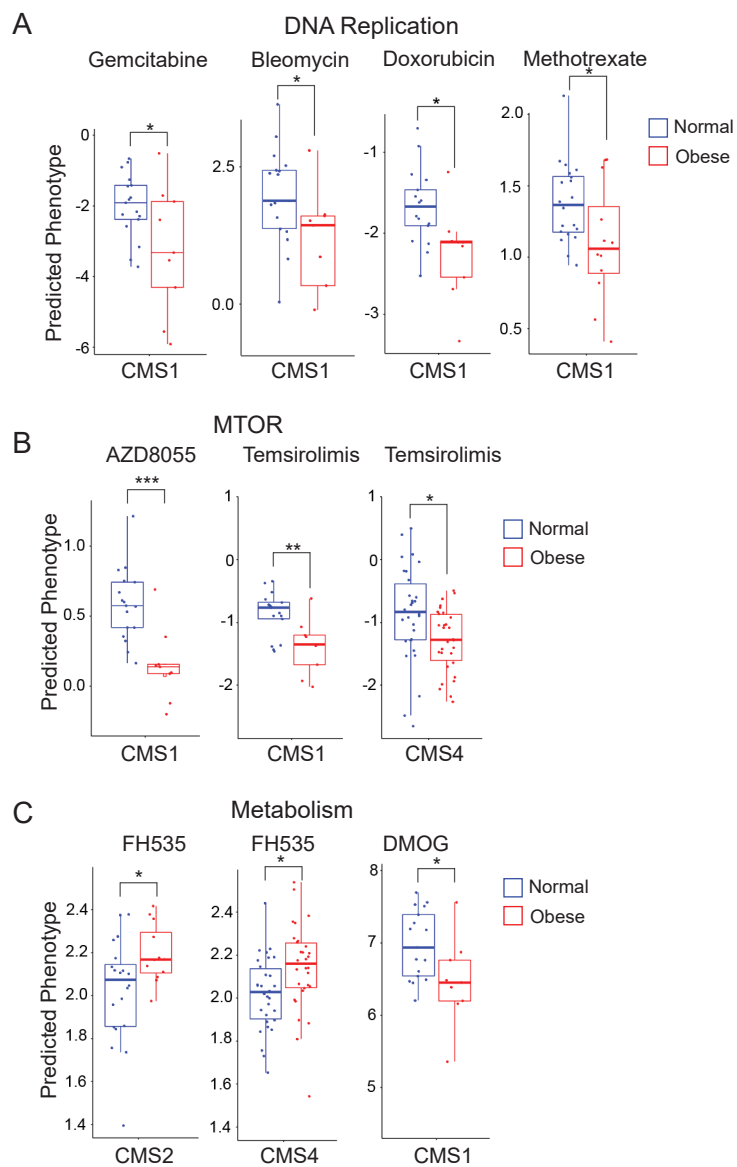 A
DNA Replication
Gemcitabine Bleomycin Doxorubicin Methotrexate
* * * *
Normal
Obese
Predicted Phenotype
0
-2
-4
-6
2.5
0.0
-1
-2
-3
2.0
1.5
1.0
0.5
CMS1 CMS1 CMS1 CMS1
B
MTOR
AZD8055 Temsirolimis Temsirolimis
*** ** *
Normal
Obese
Predicted Phenotype
1.0
0.5
0.0
1
0
-1
-2
1
0
-1
-2
CMS1 CMS1 CMS4
C
Metabolism
FH535 FH535 DMOG
* * *
Normal
Obese
Predicted Phenotype
2.4
2.2
2.0
1.8
1.6
1.4
2.4
2.2
2.0
1.8
1.6
1.4
8
7
6
5
CMS2 CMS4 CMS1